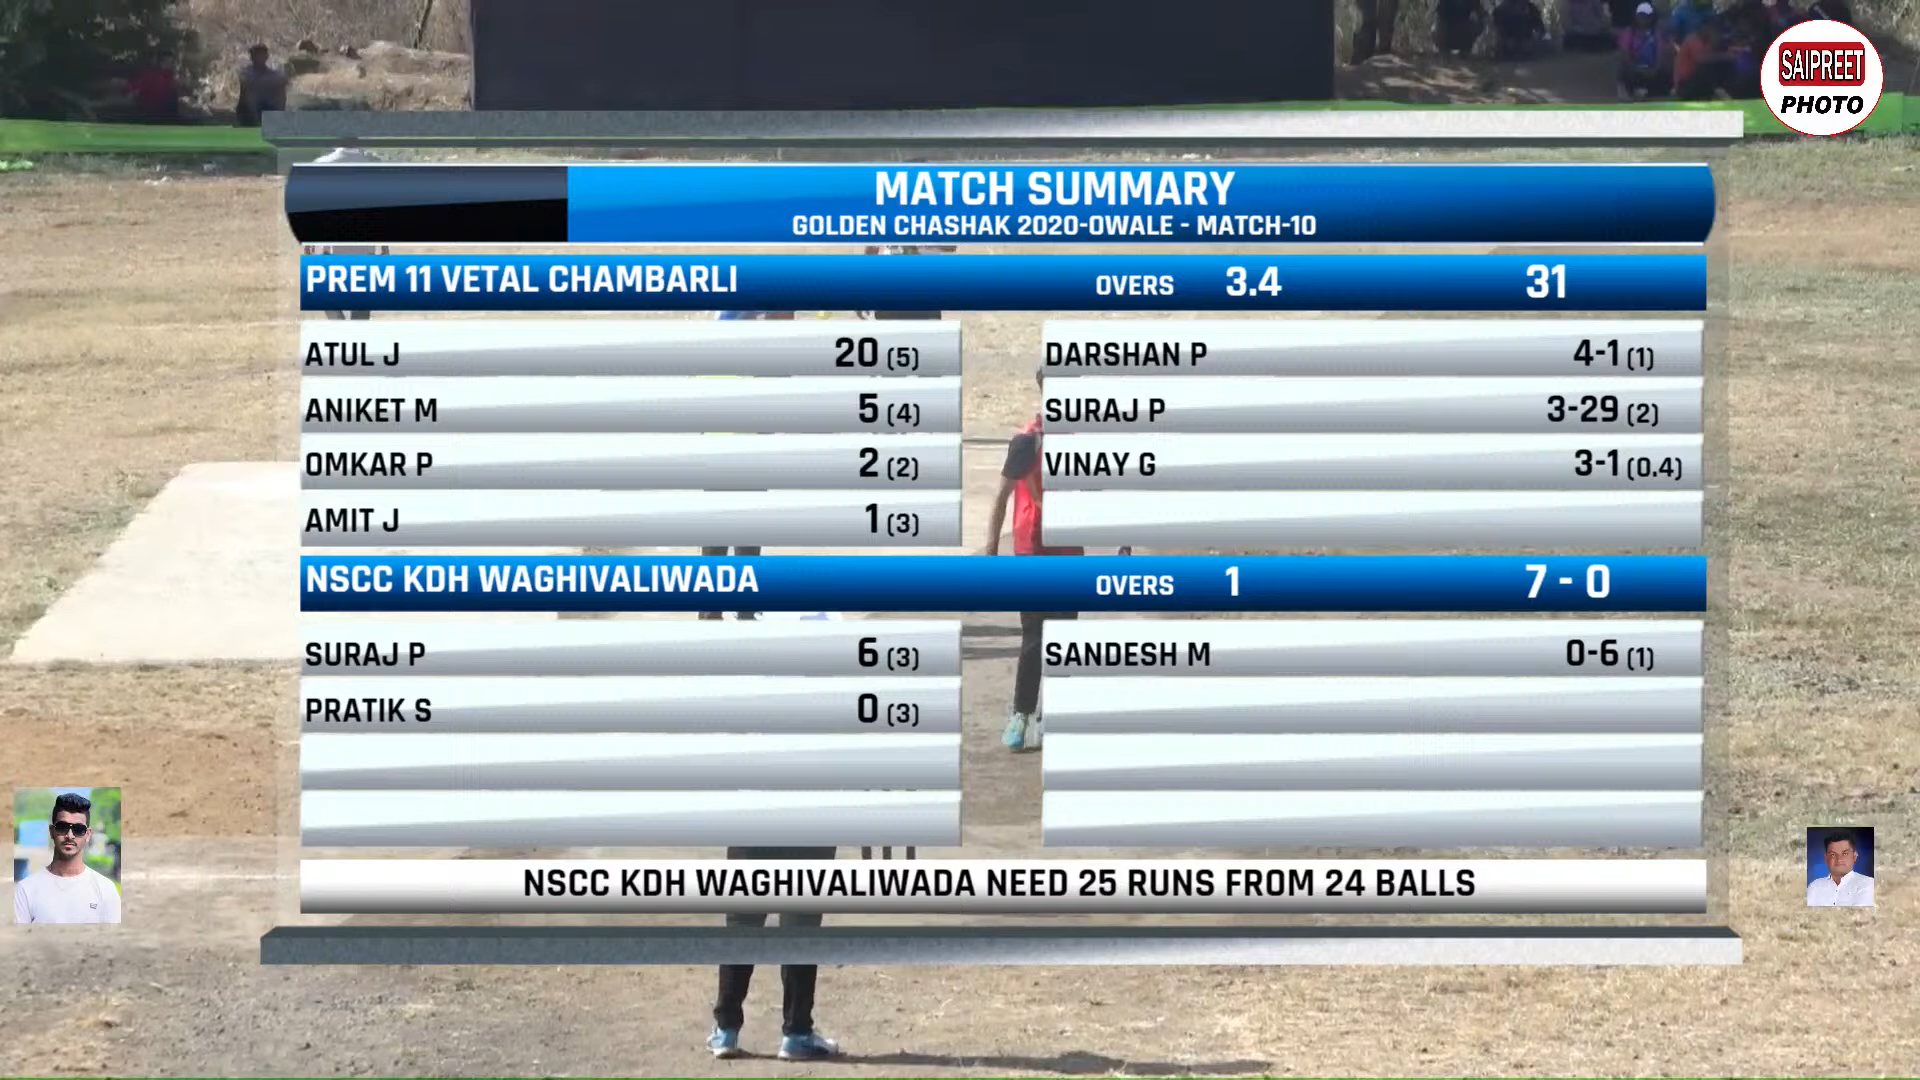 SAIPREET
PHOTO
MATCH SUMMARY
GOLDEN CHASHAK 2020-OWALE - MATCH-10
PREM 11 VETAL CHAMBARLI OVERS 3.4 31
ATUL J 20 (5) DARSHAN P 4-1 (1)
ANIKET M 5 (4) SURAJ P 3-29 (2)
OMKAR P 2 (2) VINAY G 3-1 (0.4)
AMIT J 1 (3)
NSCC KDH WAGHIVALIWADA OVERS 1 7 - 0
SURAJ P 6 (3) SANDESH M 0-6 (1)
PRATIK S 0 (3)
NSCC KDH WAGHIVALIWADA NEED 25 RUNS FROM 24 BALLS